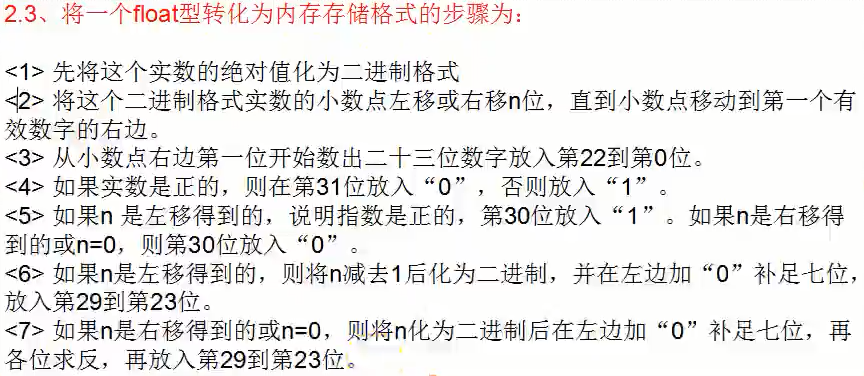 2.3、将一个float型转化为内存存储格式的步骤为：
<1> 先将这个实数的绝对值化为二进制格式
<2> 将这个二进制格式实数的小数点左移或右移n位，直到小数点移动到第一个有
效数字的右边。
<3> 从小数点右边第一位开始数出二十三位数字放入第22到第0位。
<4> 如果实数是正的，则在第31位放入“0”，否则放入“1”。
<5> 如果n 是左移得到的，说明指数是正的，第30位放入“1”。如果n是右移得
到的或n=0，则第30位放入“0”。
<6> 如果n是左移得到的，则将n减去1后化为二进制，并在左边加“0”补足七位，
放入第29到第23位。
<7> 如果n是右移得到的或n=0，则将n化为二进制后在左边加“0”补足七位，再
各位求反，再放入第29到第23位。